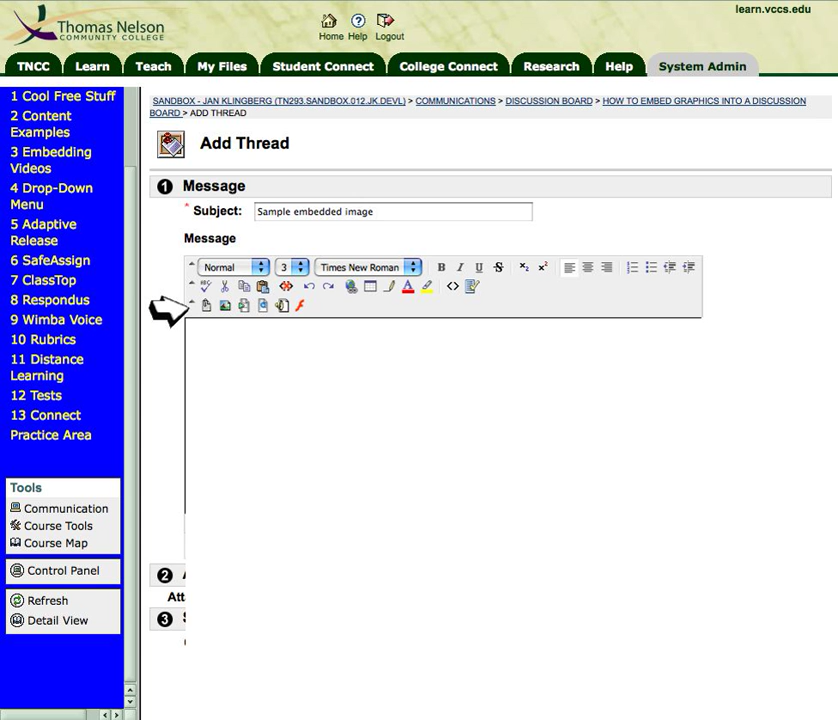 learn.vccs.edu
Thomas Nelson
COMMUNITY COLLEGE
Home Help Logout
TNCC Learn Teach My Files Student Connect College Connect Research Help System Admin
1 Cool Free Stuff
2 Content
Examples
3 Embedding
Videos
4 Drop-Down
Menu
5 Adaptive
Release
6 SafeAssign
7 ClassTop
8 Respondus
9 Wimba Voice
10 Rubrics
11 Distance
Learning
12 Tests
13 Connect
Practice Area
Tools
Communication
Course Tools
Course Map
Control Panel
Refresh
Detail View
SANDBOX - JAN KLINGBERG (TN293.SANDBOX.012.JK.DEVL) > COMMUNICATIONS > DISCUSSION BOARD > HOW TO EMBED GRAPHICS INTO A DISCUSSION
BOARD > ADD THREAD
Add Thread
1 Message
* Subject: Sample embedded image
Message
Normal 3 Times New Roman B I U S x2 x2
ABC <>
2
Att
3